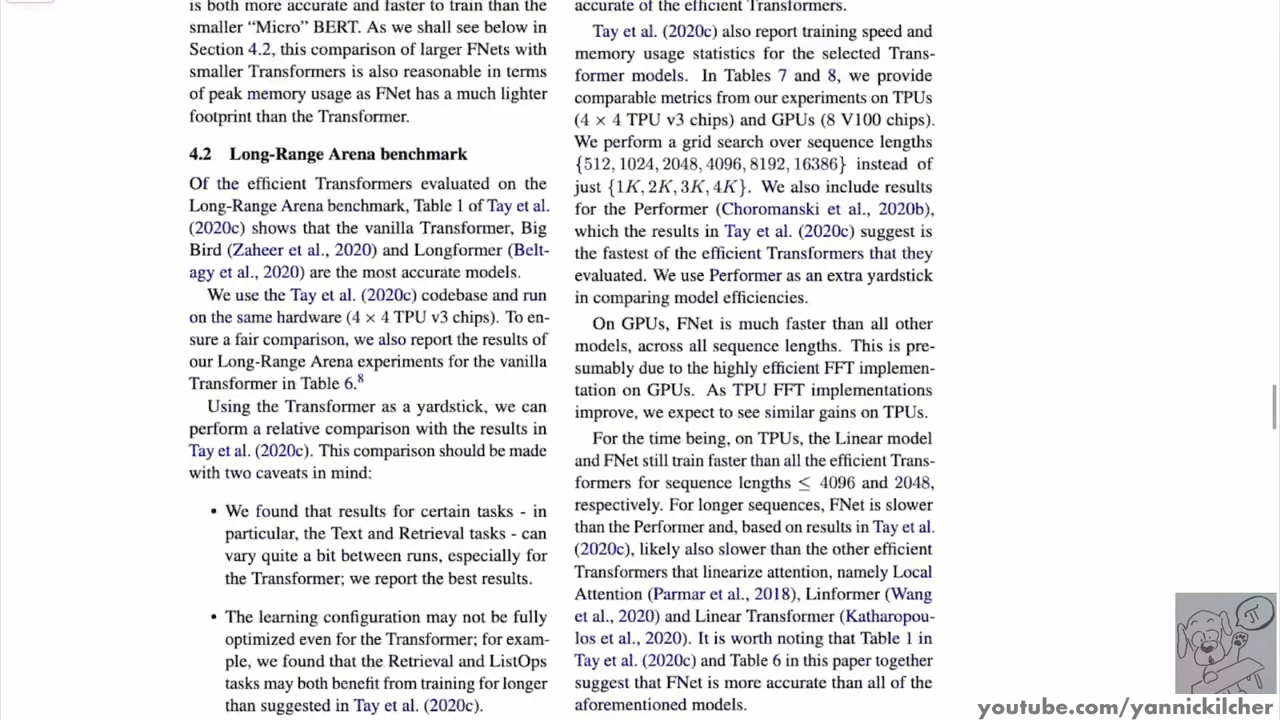 is both more accurate and faster to train than the
smaller “Micro” BERT. As we shall see below in
Section 4.2, this comparison of larger FNets with
smaller Transformers is also reasonable in terms
of peak memory usage as FNet has a much lighter
footprint than the Transformer.
4.2 Long-Range Arena benchmark
Of the efficient Transformers evaluated on the
Long-Range Arena benchmark, Table 1 of Tay et al.
(2020c) shows that the vanilla Transformer, Big
Bird (Zaheer et al., 2020) and Longformer (Belt-
agy et al., 2020) are the most accurate models.
We use the Tay et al. (2020c) codebase and run
on the same hardware (4 × 4 TPU v3 chips). To en-
sure a fair comparison, we also report the results of
our Long-Range Arena experiments for the vanilla
Transformer in Table 6.⁸
Using the Transformer as a yardstick, we can
perform a relative comparison with the results in
Tay et al. (2020c). This comparison should be made
with two caveats in mind:
• We found that results for certain tasks - in
particular, the Text and Retrieval tasks - can
vary quite a bit between runs, especially for
the Transformer; we report the best results.
• The learning configuration may not be fully
optimized even for the Transformer; for exam-
ple, we found that the Retrieval and ListOps
tasks may both benefit from training for longer
than suggested in Tay et al. (2020c).
accurate of the efficient Transformers.
Tay et al. (2020c) also report training speed and
memory usage statistics for the selected Trans-
former models. In Tables 7 and 8, we provide
comparable metrics from our experiments on TPUs
(4 × 4 TPU v3 chips) and GPUs (8 V100 chips).
We perform a grid search over sequence lengths
{512, 1024, 2048, 4096, 8192, 16386} instead of
just {1K, 2K, 3K, 4K}. We also include results
for the Performer (Choromanski et al., 2020b),
which the results in Tay et al. (2020c) suggest is
the fastest of the efficient Transformers that they
evaluated. We use Performer as an extra yardstick
in comparing model efficiencies.
On GPUs, FNet is much faster than all other
models, across all sequence lengths. This is pre-
sumably due to the highly efficient FFT implemen-
tation on GPUs. As TPU FFT implementations
improve, we expect to see similar gains on TPUs.
For the time being, on TPUs, the Linear model
and FNet still train faster than all the efficient Trans-
formers for sequence lengths ≤ 4096 and 2048,
respectively. For longer sequences, FNet is slower
than the Performer and, based on results in Tay et al.
(2020c), likely also slower than the other efficient
Transformers that linearize attention, namely Local
Attention (Parmar et al., 2018), Linformer (Wang
et al., 2020) and Linear Transformer (Katharopou-
los et al., 2020). It is worth noting that Table 1 in
Tay et al. (2020c) and Table 6 in this paper together
suggest that FNet is more accurate than all of the
aforementioned models.
π
youtube.com/yannickilcher